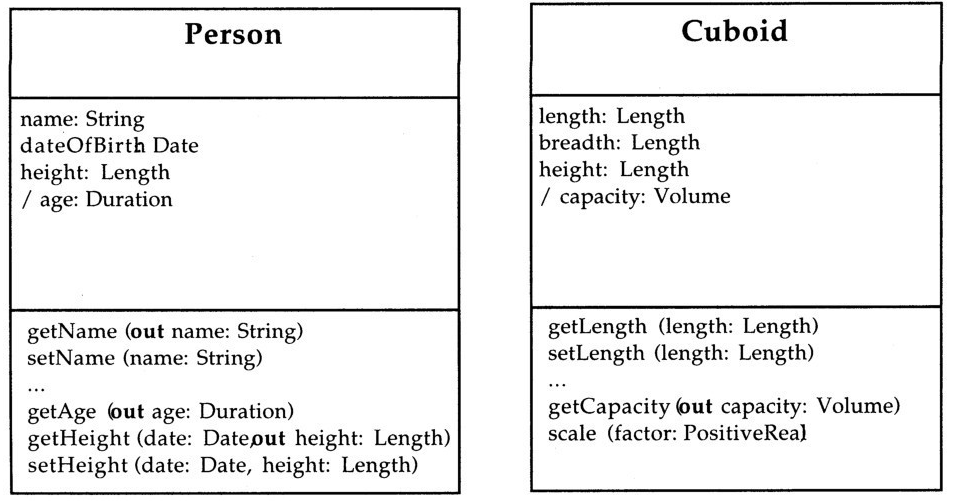 Person
name: String
dateOfBirth Date
height: Length
/ age: Duration
getName (out name: String)
setName (name: String)
...
getAge (out age: Duration)
getHeight (date: Date,out height: Length)
setHeight (date: Date, height: Length)
Cuboid
length: Length
breadth: Length
height: Length
/ capacity: Volume
getLength (length: Length)
setLength (length: Length)
...
getCapacity (out capacity: Volume)
scale (factor: PositiveReal)